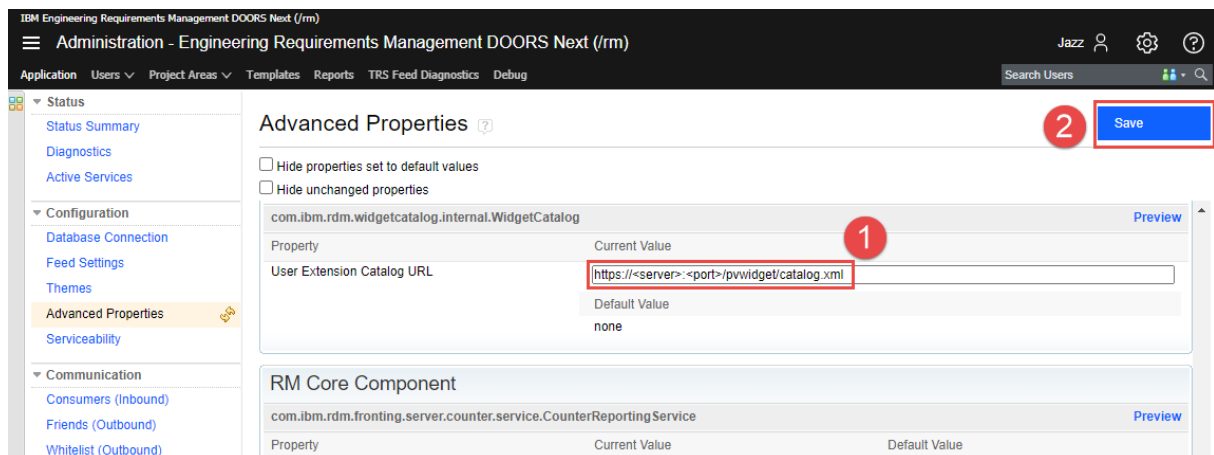 IBM Engineering Requirements Management DOORS Next (/rm)
Administration - Engineering Requirements Management DOORS Next (/rm)
Jazz
Application Users Project Areas Templates Reports TRS Feed Diagnostics Debug
Search Users
Status
Status Summary
Diagnostics
Active Services
Configuration
Database Connection
Feed Settings
Themes
Advanced Properties
Serviceability
Communication
Consumers (Inbound)
Friends (Outbound)
Whitelist (Outbound)
Advanced Properties ?
2
Save
Hide properties set to default values
Hide unchanged properties
com.ibm.rdm.widgetcatalog.internal.WidgetCatalog
Preview
Property
Current Value
1
User Extension Catalog URL
https://<server>:<port>/pvwidget/catalog.xml
Default Value
none
RM Core Component
com.ibm.rdm.fronting.server.counter.service.CounterReportingService
Preview
Property
Current Value
Default Value